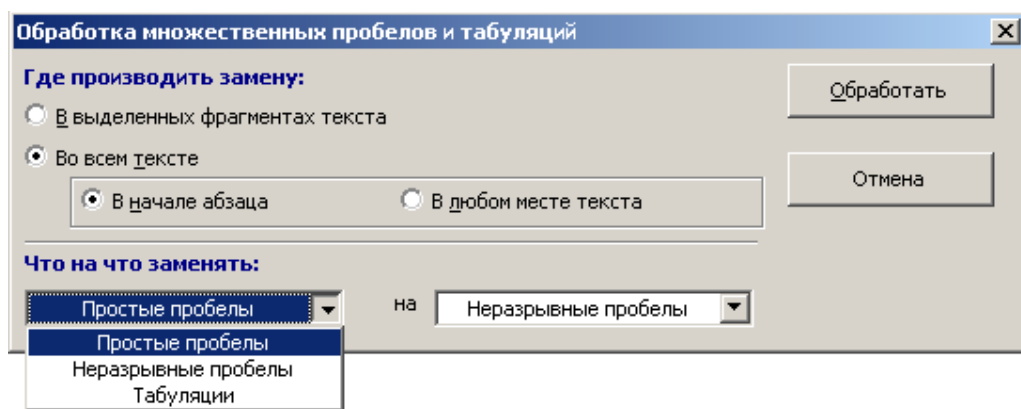 Обработка множественных пробелов и табуляций
Где производить замену:
Обработать
В выделенных фрагментах текста
Во всем тексте
Отмена
В начале абзаца
В любом месте текста
Что на что заменять:
Простые пробелы на Неразрывные пробелы
Простые пробелы
Неразрывные пробелы
Табуляции